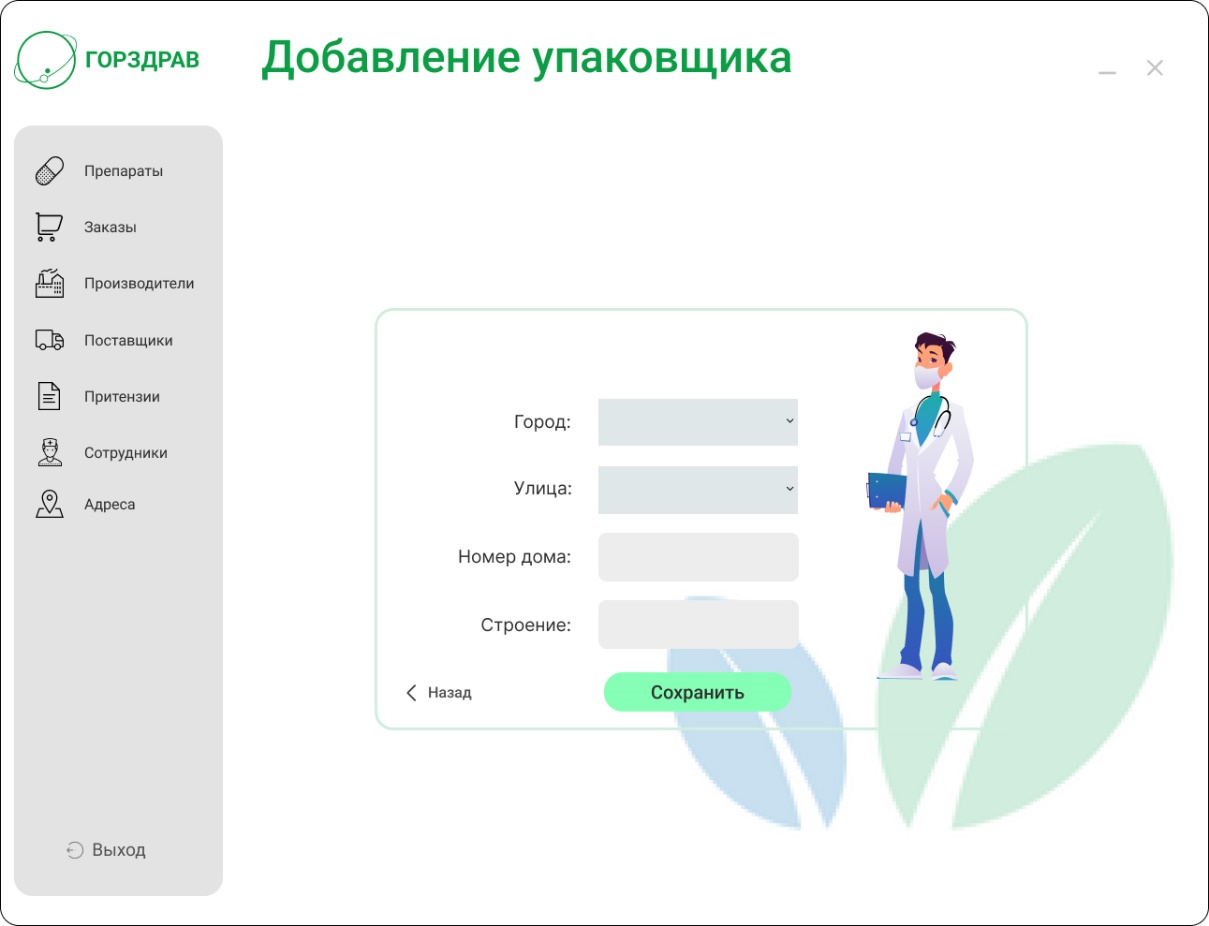 ГОРЗДРАВ
Добавление упаковщика
Препараты
Заказы
Производители
Поставщики
Притензии
Сотрудники
Адреса
Выход
Город:
Улица:
Номер дома:
Строение:
Назад
Сохранить